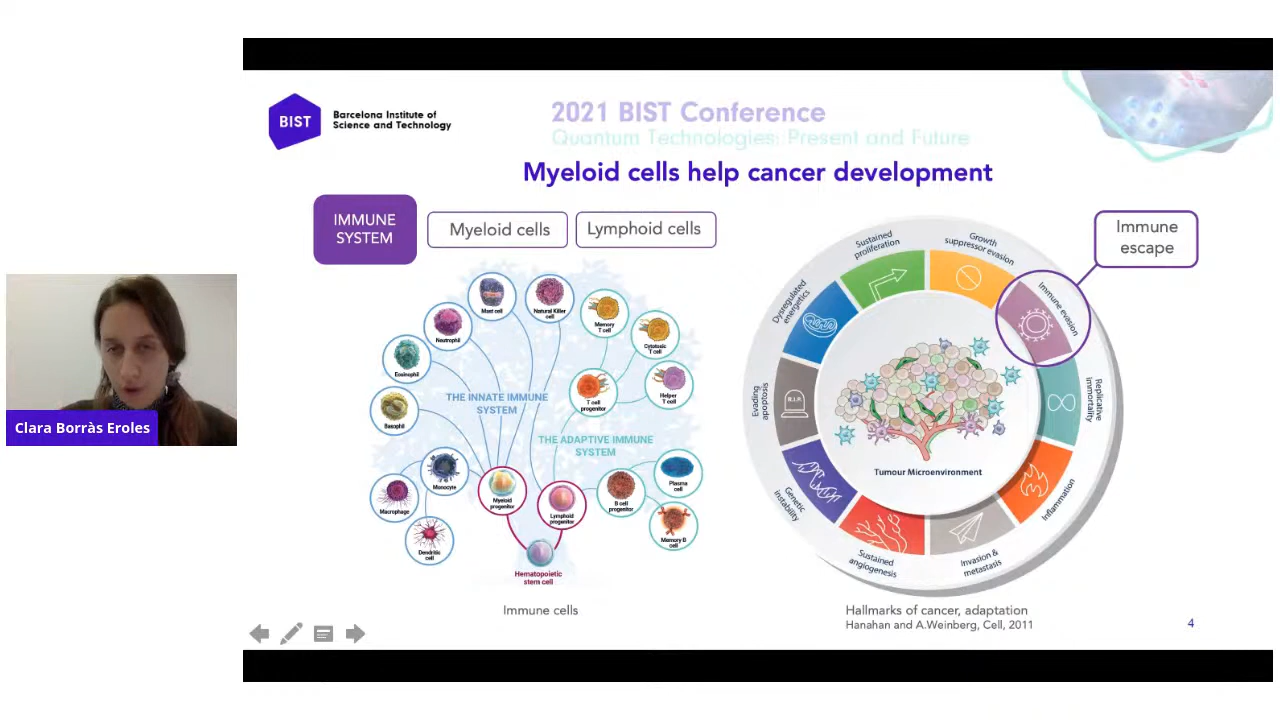 BIST
Barcelona Institute of
Science and Technology
2021 BIST Conference
Quantum Technologies: Present and Future
Myeloid cells help cancer development
IMMUNE
SYSTEM
Myeloid cells
Lymphoid cells
Immune
escape
Mast cell
Natural Killer
cell
Memory
T cell
Neutrophil
Cytotoxic
T cell
Eosinophil
Helper
T cell
T cell
progenitor
Basophil
THE INNATE IMMUNE
SYSTEM
THE ADAPTIVE IMMUNE
SYSTEM
Monocyte
Macrophage
Dendritic
cell
Myeloid
progenitor
Lymphoid
progenitor
B cell
progenitor
Plasma
cell
Memory B
cell
Hematopoietic
stem cell
Immune cells
Sustained
proliferation
Growth
suppressor evasion
Immune evasion
Replicative
immortality
Inflammation
Invasion &
metastasis
Sustained
angiogenesis
Genetic
instability
Evading
apoptosis
R.I.P.
Dysregulated
energetics
Tumour Microenvironment
Hallmarks of cancer, adaptation
Hanahan and A.Weinberg, Cell, 2011
4
Clara Borràs Eroles